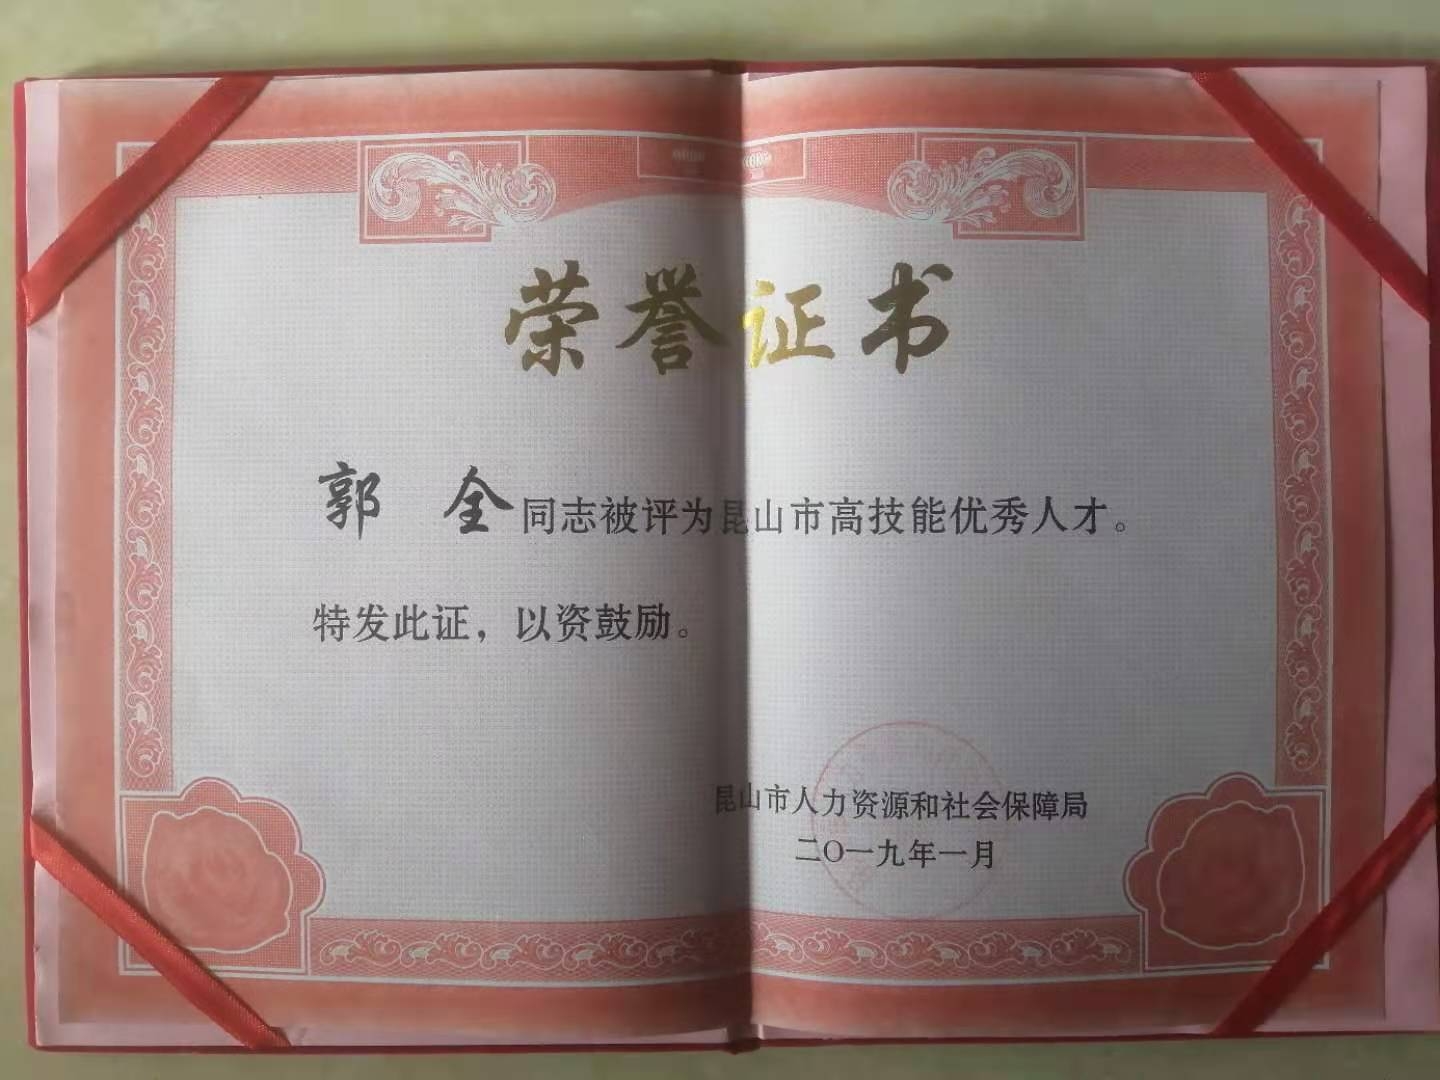 荣誉证书
郭 全同志被评为昆山市高技能优秀人才。
特发此证，以资鼓励。
昆山市人力资源和社会保障局
二〇一九年一月